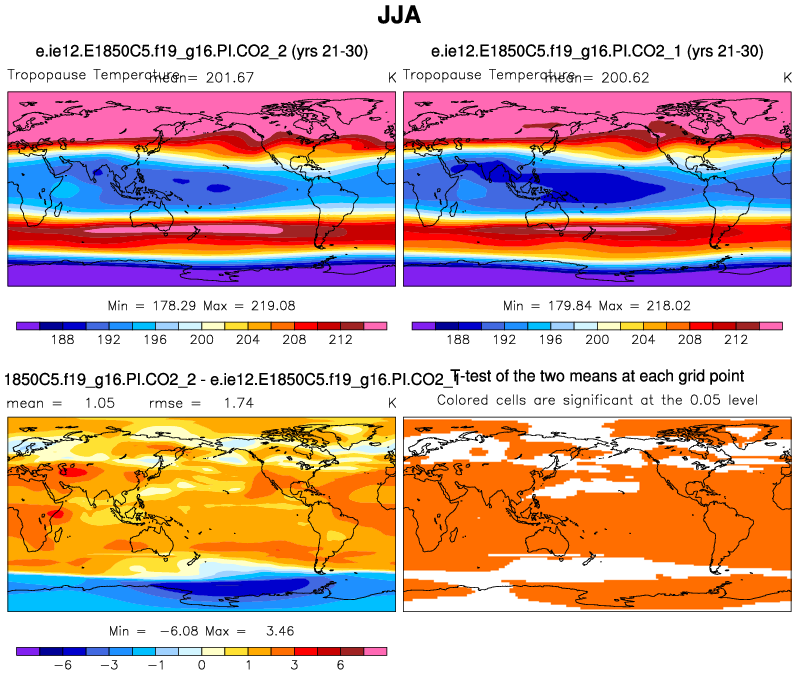 JJA
e.ie12.E1850C5.f19_g16.PI.CO2_2 (yrs 21-30)
Tropopause Temperature mean= 201.67 K
Min = 178.29 Max = 219.08
188 192 196 200 204 208 212
e.ie12.E1850C5.f19_g16.PI.CO2_1 (yrs 21-30)
Tropopause Temperature mean= 200.62 K
Min = 179.84 Max = 218.02
188 192 196 200 204 208 212
1850C5.f19_g16.PI.CO2_2 - e.ie12.E1850C5.f19_g16.PI.CO2_1
mean = 1.05 rmse = 1.74 K
Min = -6.08 Max = 3.46
-6 -3 -1 0 1 3 6
T-test of the two means at each grid point
Colored cells are significant at the 0.05 level